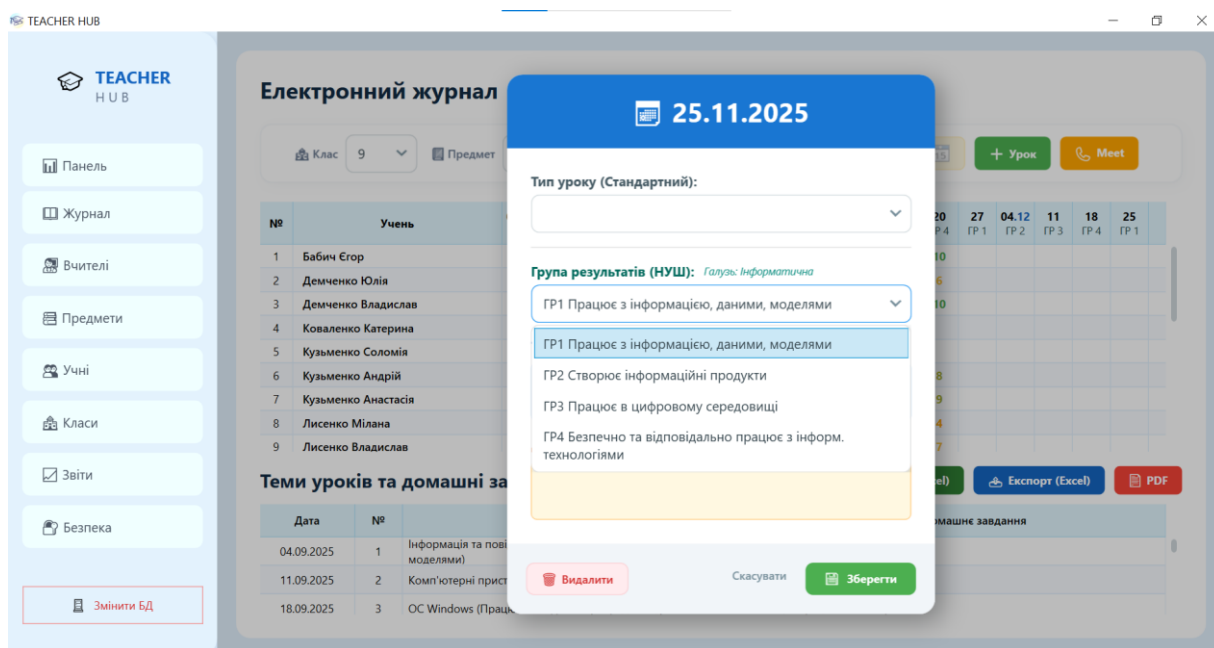 TEACHER HUB
TEACHER
HUB
Панель
Журнал
Вчителі
Предмети
Учні
Класи
Звіти
Безпека
Змінити БД
Електронний журнал
Клас 9 Предмет
+ Урок Meet
№ Учень 20 27 04.12 11 18 25
ГР 1 ГР 2 ГР 3 ГР 4 ГР 1
1 Бабич Єгор 10
2 Демченко Юлія 6
3 Демченко Владислав 10
4 Коваленко Катерина
5 Кузьменко Соломія
6 Кузьменко Андрій 8
7 Кузьменко Анастасія 9
8 Лисенко Мілана 4
9 Лисенко Владислав 7
25.11.2025
Тип уроку (Стандартний):
Група результатів (НУШ): Галузь: Інформатична
ГР1 Працює з інформацією, даними, моделями
ГР1 Працює з інформацією, даними, моделями
ГР2 Створює інформаційні продукти
ГР3 Працює в цифровому середовищі
ГР4 Безпечно та відповідально працює з інформ.
технологіями
Видалити Скасувати Зберегти
Теми уроків та домашні за
Експорт (Excel) PDF
Дата № завдання
04.09.2025 1 Інформація та
моделями)
11.09.2025 2 Комп'ютерні
18.09.2025 3 ОС Windows